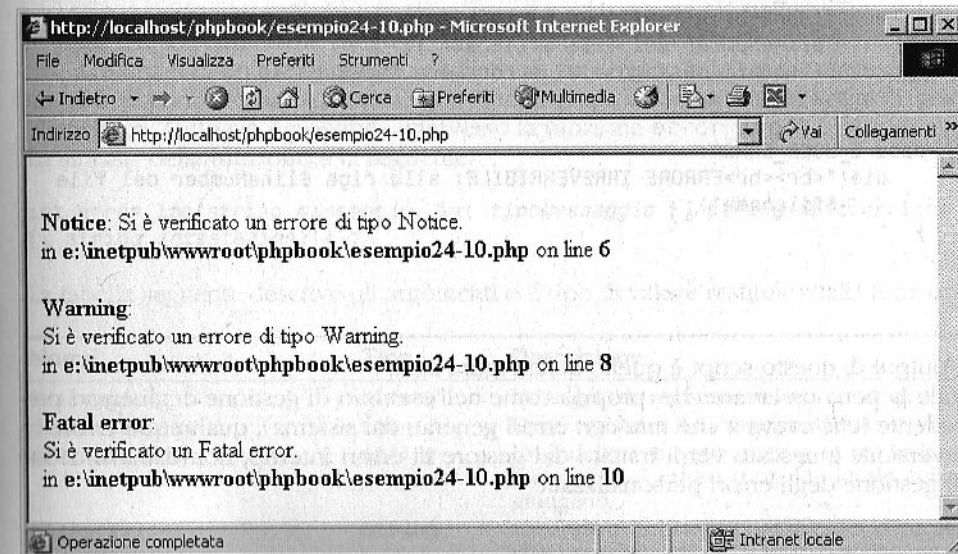 http://localhost/phpbook/esempio24-10.php - Microsoft Internet Explorer
File Modifica Visualizza Preferiti Strumenti ?
Indietro Cerca Preferiti Multimedia
Indirizzo http://localhost/phpbook/esempio24-10.php Vai Collegamenti »
Notice: Si è verificato un errore di tipo Notice.
in e:\inetpub\wwwroot\phpbook\esempio24-10.php on line 6
Warning:
Si è verificato un errore di tipo Warning.
in e:\inetpub\wwwroot\phpbook\esempio24-10.php on line 8
Fatal error:
Si è verificato un Fatal error.
in e:\inetpub\wwwroot\phpbook\esempio24-10.php on line 10
Operazione completata Intranet locale